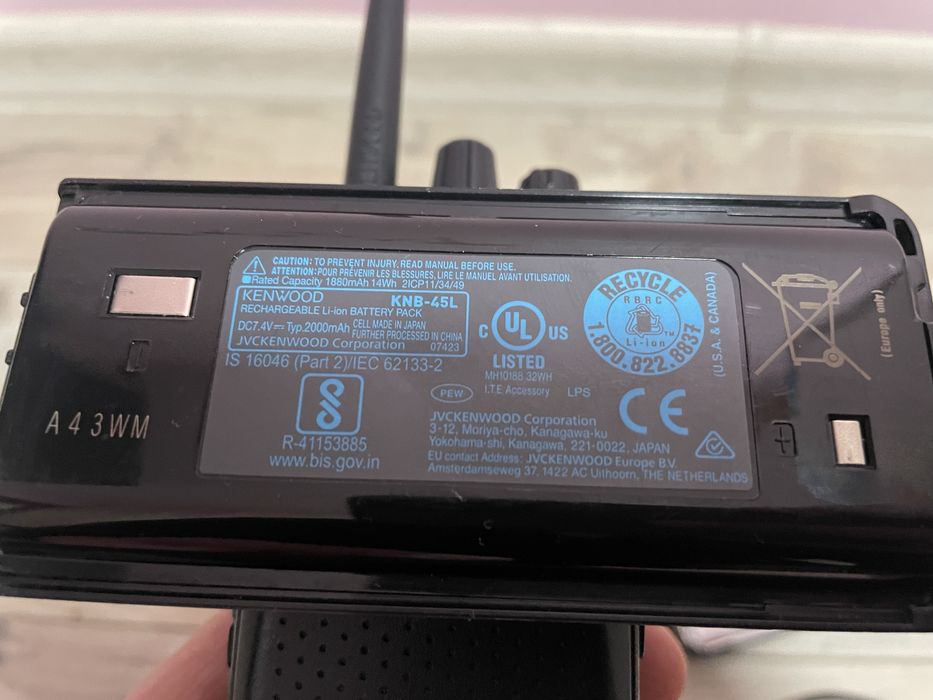 CAUTION: TO PREVENT INJURY, READ MANUAL BEFORE USE.
ATTENTION: POUR PRÉVENIR LES BLESSURES, LIRE LE MANUEL AVANT UTILISATION.
■Rated Capacity 1880mAh 14Wh 2ICP11/34/49
KENWOOD KNB-45L
RECHARGEABLE Li-ion BATTERY PACK
DC7.4V⎓ Typ.2000mAh CELL MADE IN JAPAN
FURTHER PROCESSED IN CHINA
JVCKENWOOD Corporation 07423
IS 16046 (Part 2)/IEC 62133-2
R-41153885
www.bis.gov.in
C UL US
LISTED
MH10188 32WH
I.T.E Accessory LPS
PEW
RECYCLE
RBRC
Li-ion
TM
1.800.822.8837
(U.S.A. & CANADA)
CE
JVCKENWOOD Corporation
3-12, Moriya-cho, Kanagawa-ku
Yokohama-shi, Kanagawa, 221-0022, JAPAN
EU contact Address: JVCKENWOOD Europe B.V.
Amsterdamseweg 37, 1422 AC Uithoorn, THE NETHERLANDS
(Europe only)
A43WM
-
+